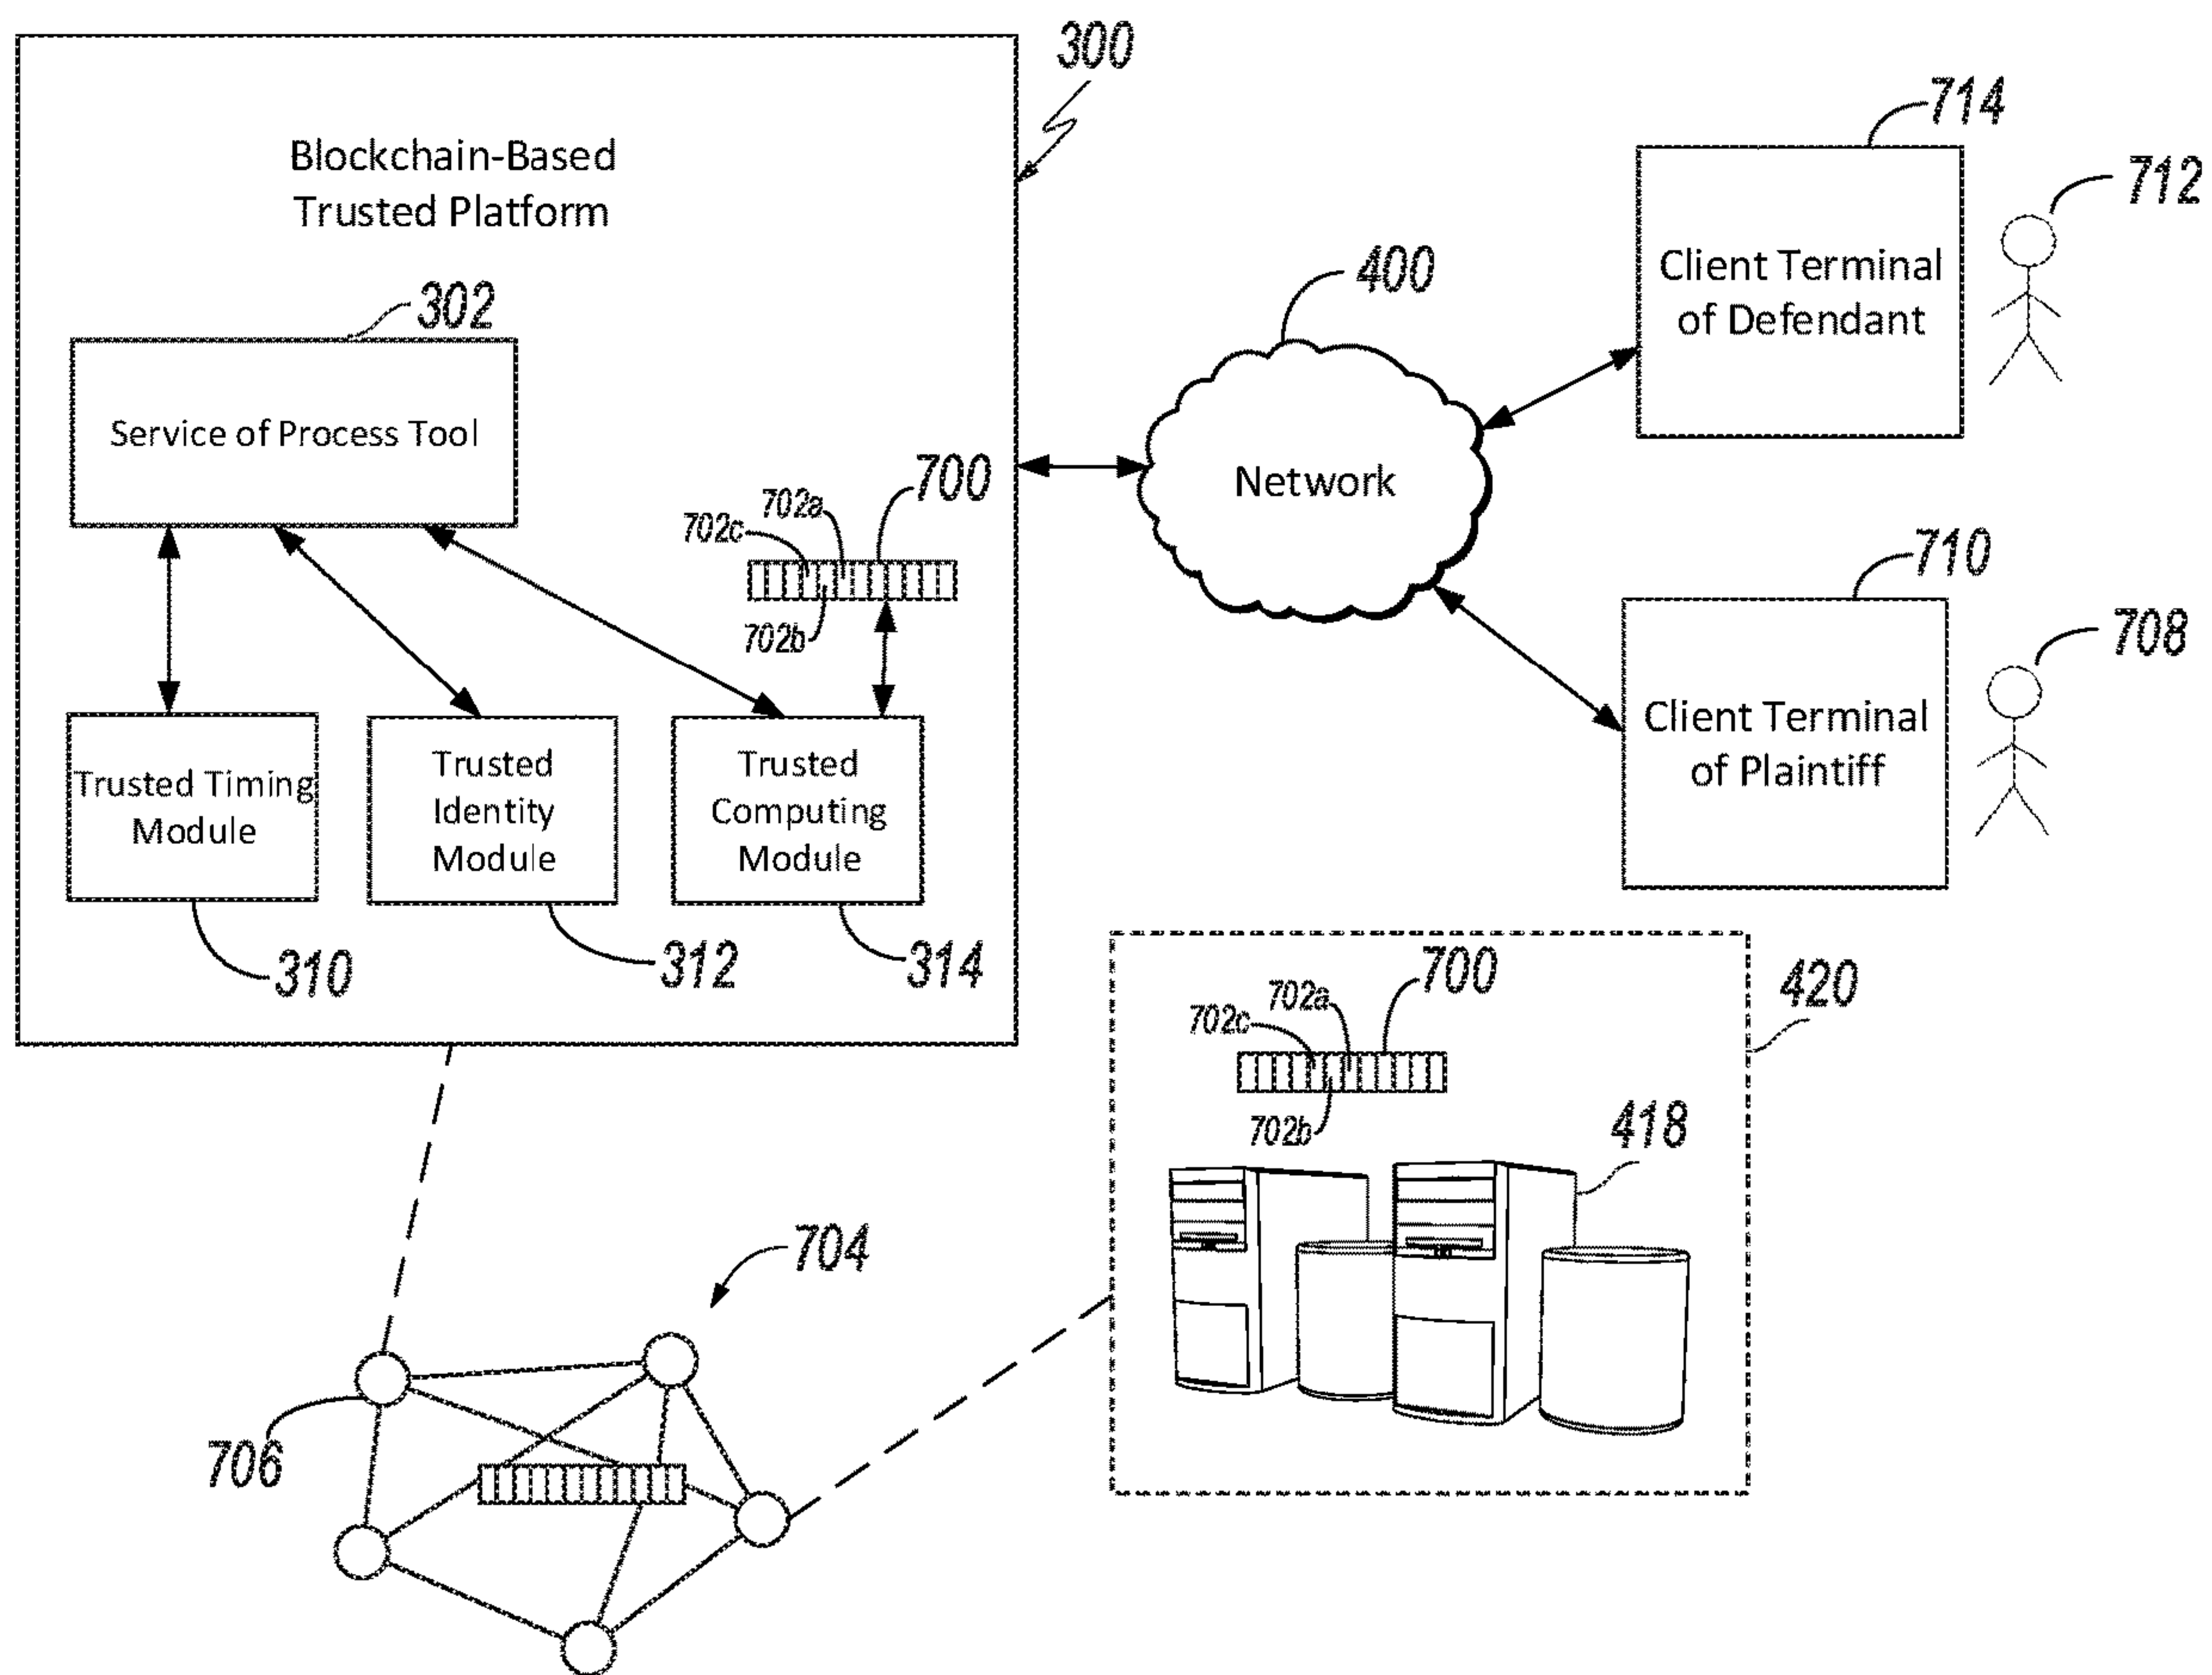 300
Blockchain-Based
Trusted Platform
302
Service of Process Tool
700
702a
702c
702b
Trusted Timing
Module
Trusted
Identity
Module
Trusted
Computing
Module
310
312
314
400
Network
714
712
Client Terminal
of Defendant
710
708
Client Terminal
of Plaintiff
420
700
702a
702c
702b
418
704
706